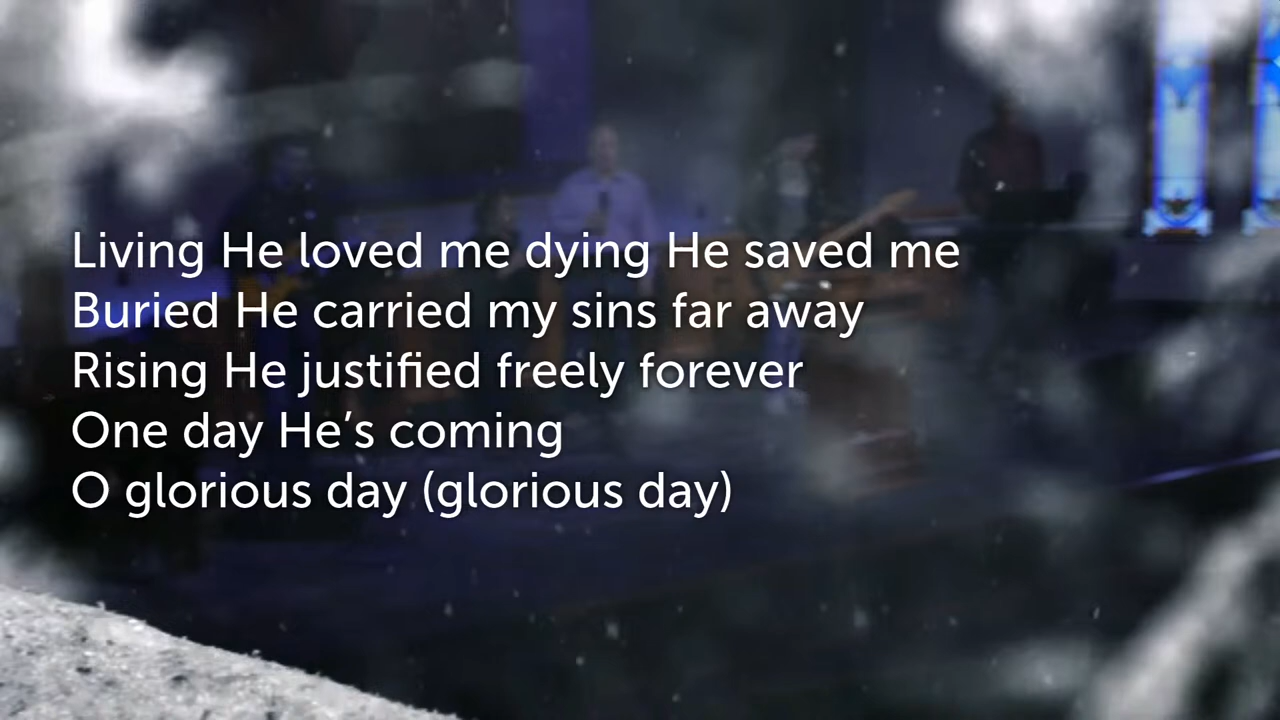 Living He loved me dying He saved me
Buried He carried my sins far away
Rising He justified freely forever
One day He’s coming
O glorious day (glorious day)